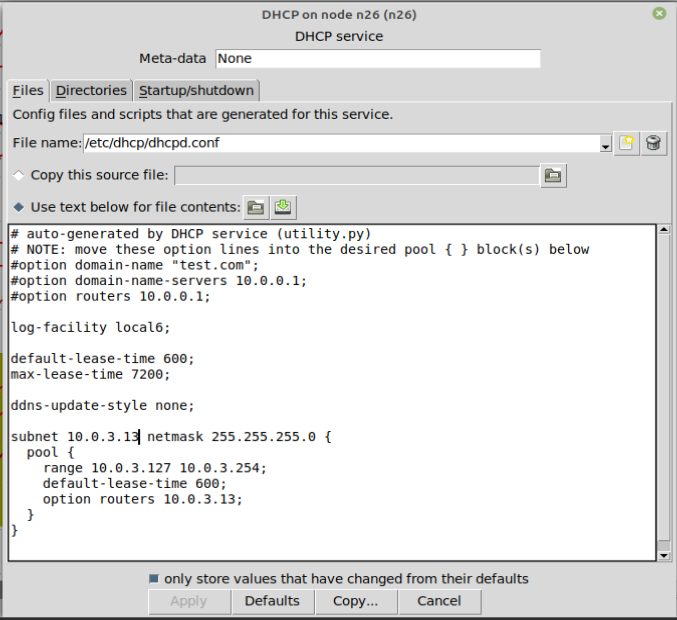 DHCP on node n26 (n26)
DHCP service
Meta-data None
Files Directories Startup/shutdown
Config files and scripts that are generated for this service.
File name: /etc/dhcp/dhcpd.conf
Copy this source file:
Use text below for file contents:
# auto-generated by DHCP service (utility.py)
# NOTE: move these option lines into the desired pool { } block(s) below
#option domain-name "test.com";
#option domain-name-servers 10.0.0.1;
#option routers 10.0.0.1;
log-facility local6;
default-lease-time 600;
max-lease-time 7200;
ddns-update-style none;
subnet 10.0.3.13 netmask 255.255.255.0 {
pool {
range 10.0.3.127 10.0.3.254;
default-lease-time 600;
option routers 10.0.3.13;
}
}
only store values that have changed from their defaults
Apply Defaults Copy... Cancel